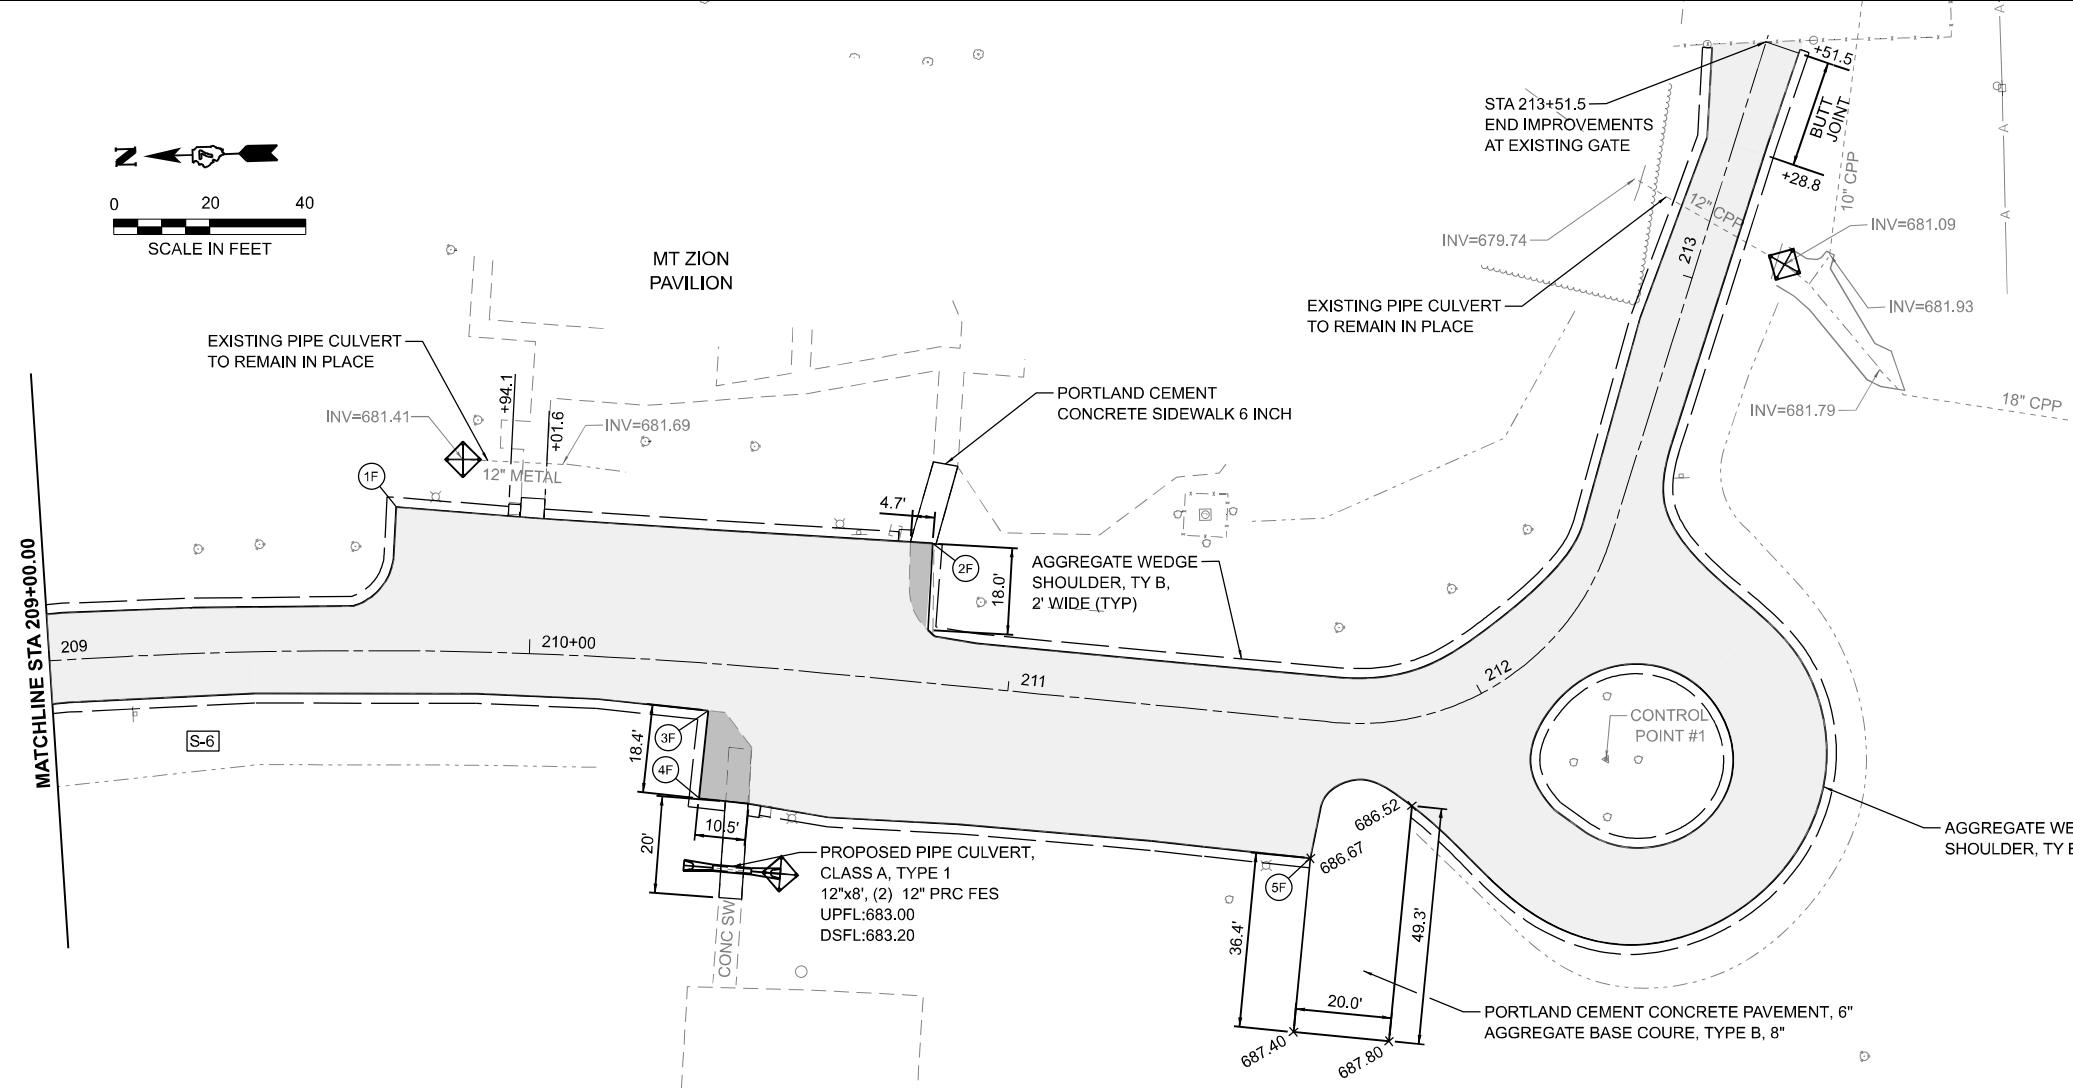 STA 213+51.5
END IMPROVEMENTS
AT EXISTING GATE
+51.5
BUTT
JOINT
+28.8
10" CPP
12" CPP
INV=679.74
INV=681.09
INV=681.93
INV=681.79
18" CPP
213
EXISTING PIPE CULVERT
TO REMAIN IN PLACE
N
0 20 40
SCALE IN FEET
MT ZION
PAVILION
EXISTING PIPE CULVERT
TO REMAIN IN PLACE
INV=681.41
+94.1
+01.6
INV=681.69
12" METAL
1F
PORTLAND CEMENT
CONCRETE SIDEWALK 6 INCH
4.7'
2F
18.0'
AGGREGATE WEDGE
SHOULDER, TY B,
2' WIDE (TYP)
MATCHLINE STA 209+00.00
209
210+00
211
212
S-6
18.4'
3F
4F
20'
10.5'
PROPOSED PIPE CULVERT,
CLASS A, TYPE 1
12"x8', (2) 12" PRC FES
UPFL:683.00
DSFL:683.20
CONC SW
CONTROL
POINT #1
686.52
686.67
5F
36.4'
49.3'
20.0'
687.40
687.80
AGGREGATE WE
SHOULDER, TY
PORTLAND CEMENT CONCRETE PAVEMENT, 6"
AGGREGATE BASE COURE, TYPE B, 8"